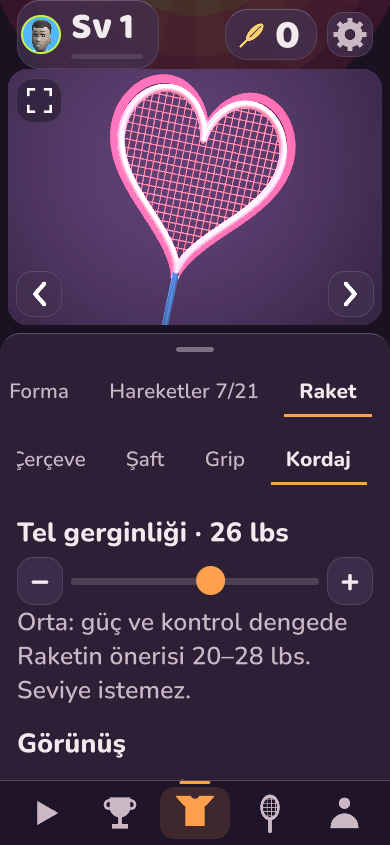 Sv 1
0
Forma
Hareketler 7/21
Raket
Çerçeve
Şaft
Grip
Kordaj
Tel gerginliği · 26 lbs
Orta: güç ve kontrol dengede
Raketin önerisi 20–28 lbs.
Seviye istemez.
Görünüş